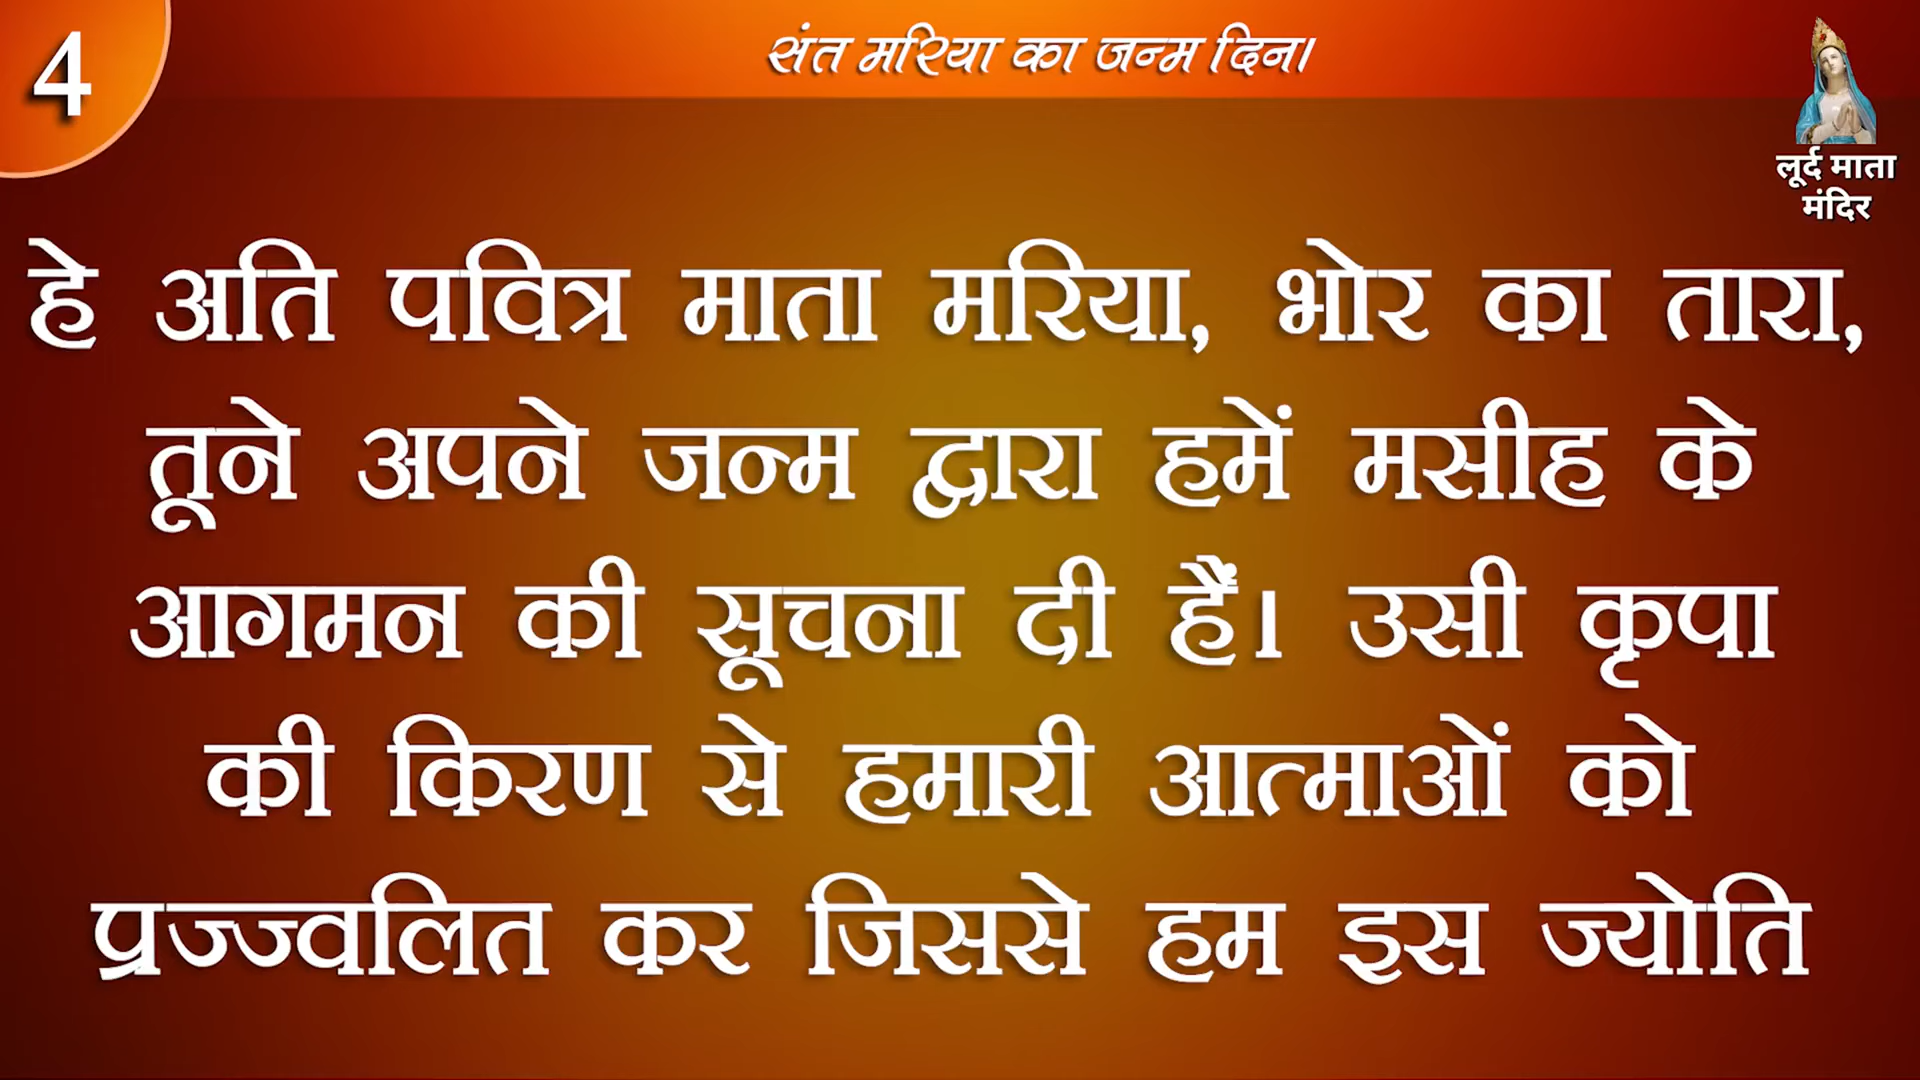 4
संत मरिया का जन्म दिन।
लूर्द माता
मंदिर
हे अति पवित्र माता मरिया, भोर का तारा,
तूने अपने जन्म द्वारा हमें मसीह के
आगमन की सूचना दी हैं। उसी कृपा
की किरण से हमारी आत्माओं को
प्रज्ज्वलित कर जिससे हम इस ज्योति